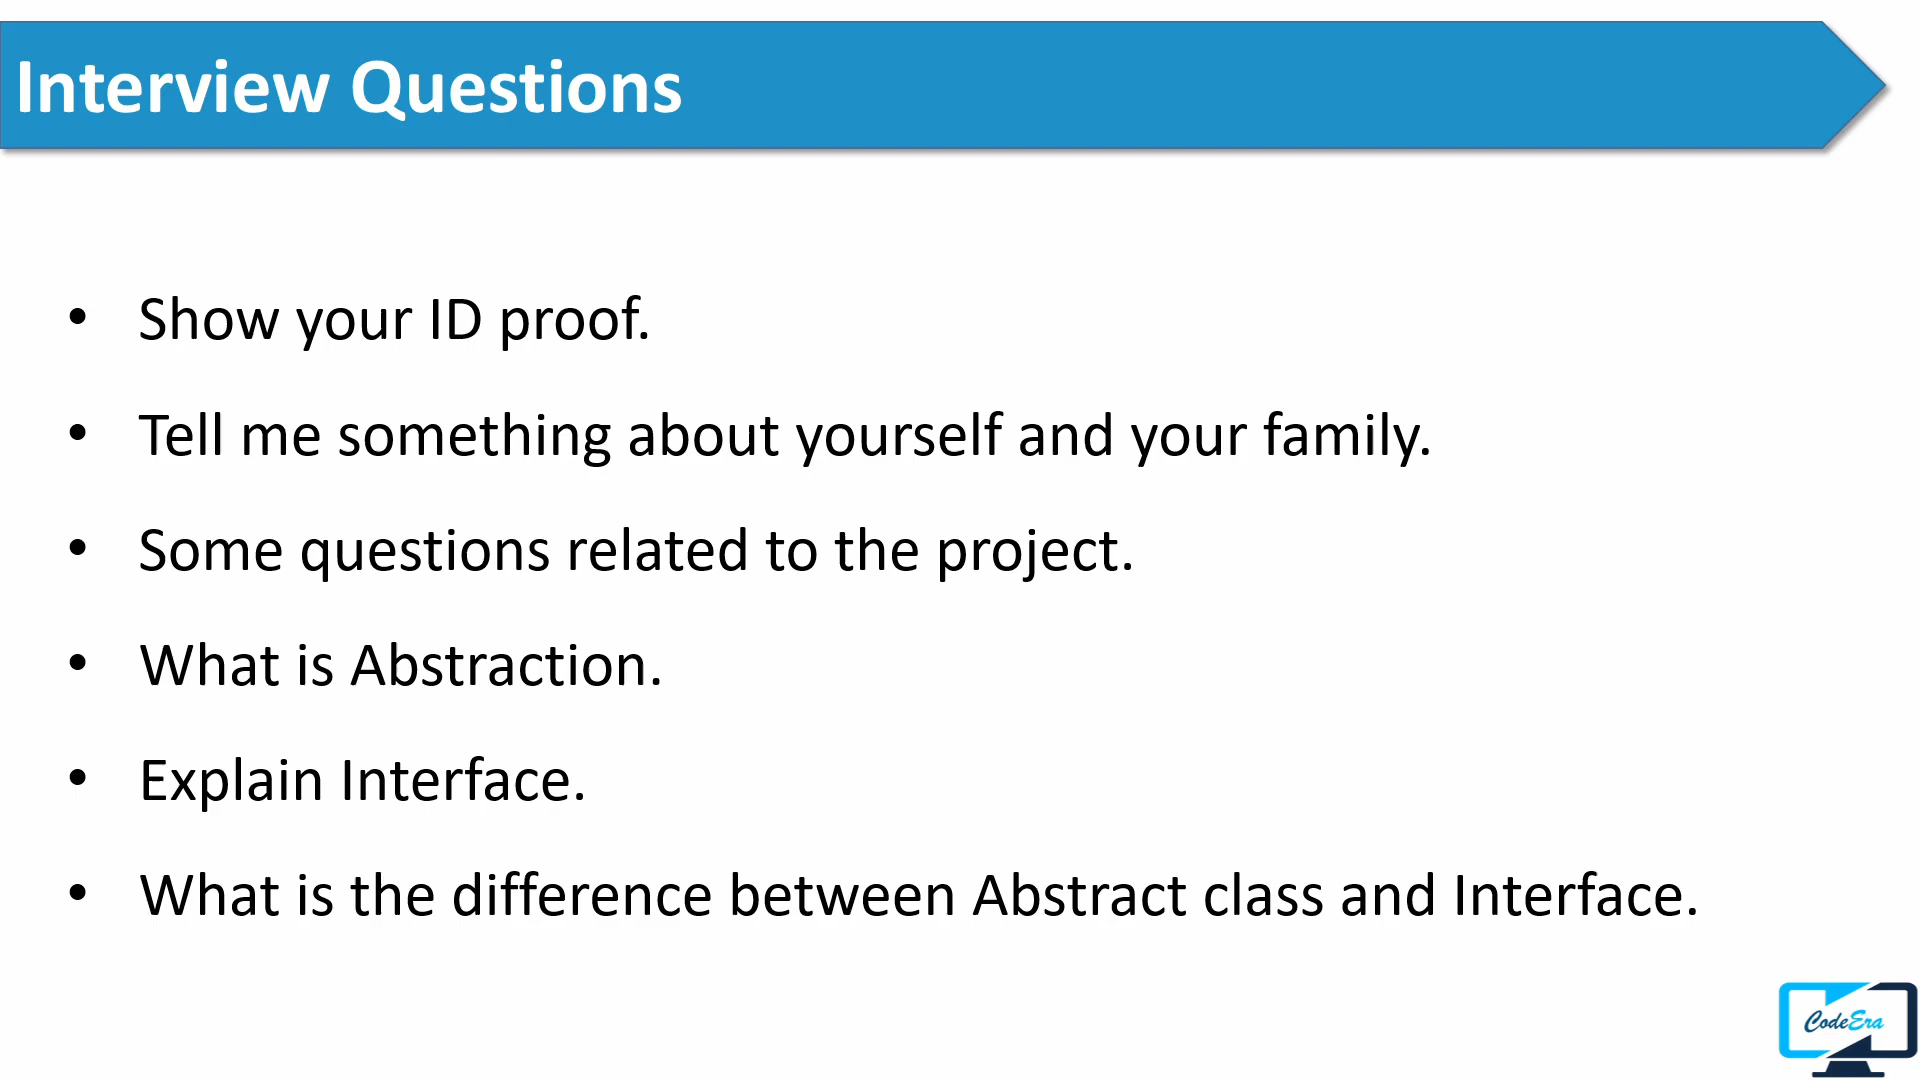 Interview Questions
• Show your ID proof.
• Tell me something about yourself and your family.
• Some questions related to the project.
• What is Abstraction.
• Explain Interface.
• What is the difference between Abstract class and Interface.
CodeEra